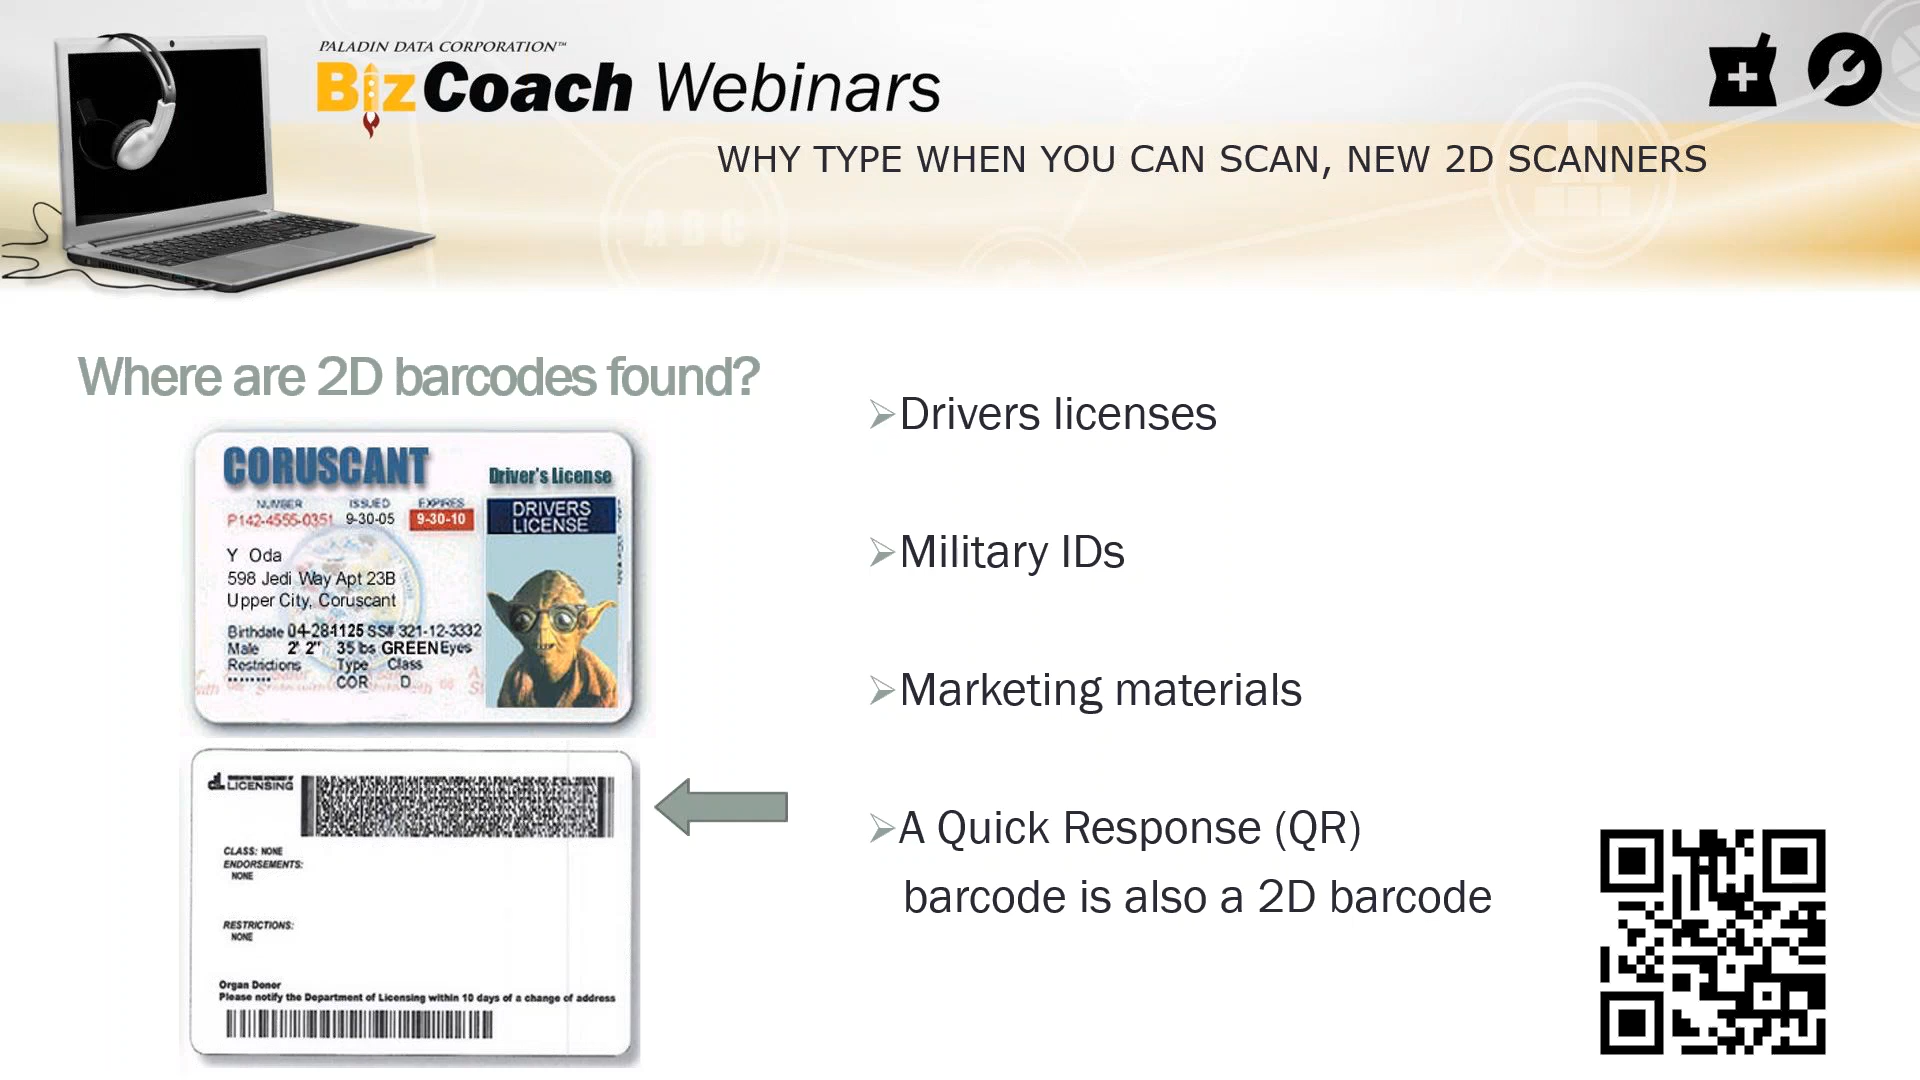 PALADIN DATA CORPORATION™
BizCoach Webinars
WHY TYPE WHEN YOU CAN SCAN, NEW 2D SCANNERS
ABC
Where are 2D barcodes found?
CORUSCANT
Driver's License
NUMBER ISSUED EXPIRES
P142-4555-0351 9-30-05 9-30-10
DRIVERS
LICENSE
Y Oda
598 Jedi Way Apt 23B
Upper City, Coruscant
Birthdate 04-284125 SS# 321-12-3332
Male 2' 2" 35 lbs GREEN Eyes
Restrictions Type Class
COR D
LICENSING
CLASS: NONE
ENDORSEMENTS:
NONE
RESTRICTIONS:
NONE
Organ Donor
Please notify the Department of Licensing within 10 days of a change of address
Drivers licenses
Military IDs
Marketing materials
A Quick Response (QR)
barcode is also a 2D barcode